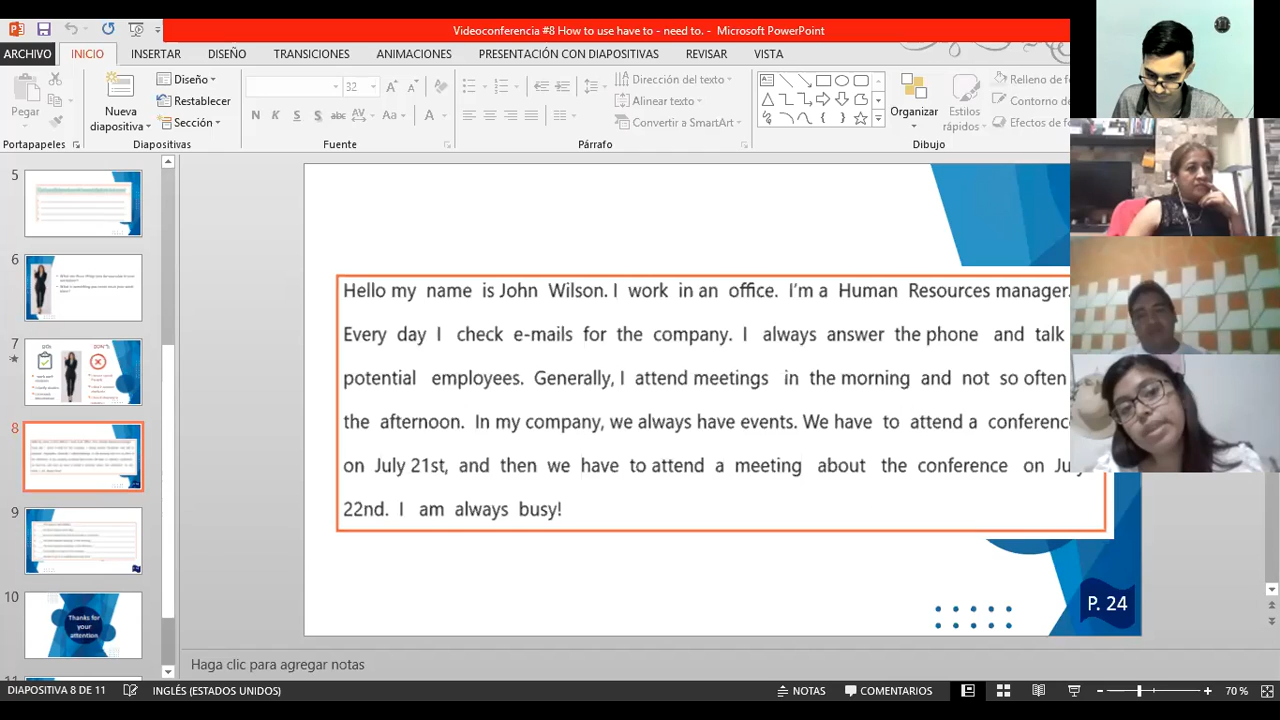 Videoconferencia #8 How to use have to - need to. - Microsoft PowerPoint
ARCHIVO INICIO INSERTAR DISEÑO TRANSICIONES ANIMACIONES PRESENTACIÓN CON DIAPOSITIVAS REVISAR VISTA
Pegar
Nueva
diapositiva
Diseño
Restablecer
Sección
32
N K S S abc AV Aa A
Dirección del texto
Alinear texto
Convertir a SmartArt
Organizar
Estilos
rápidos
Relleno de
Contorno de
Efectos de
Portapapeles Diapositivas Fuente Párrafo Dibujo
5
6
7
8
9
10
Thanks for
your
attention
11
Hello my name is John Wilson. I work in an office. I'm a Human Resources manager.
Every day I check e-mails for the company. I always answer the phone and talk
potential employees. Generally, I attend meetings in the morning and not so often
the afternoon. In my company, we always have events. We have to attend a
on July 21st, and then we have to attend a meeting about the conference on July
22nd. I am always busy!
P. 24
Haga clic para agregar notas
DIAPOSITIVA 8 DE 11 INGLÉS (ESTADOS UNIDOS) NOTAS COMENTARIOS 70 %